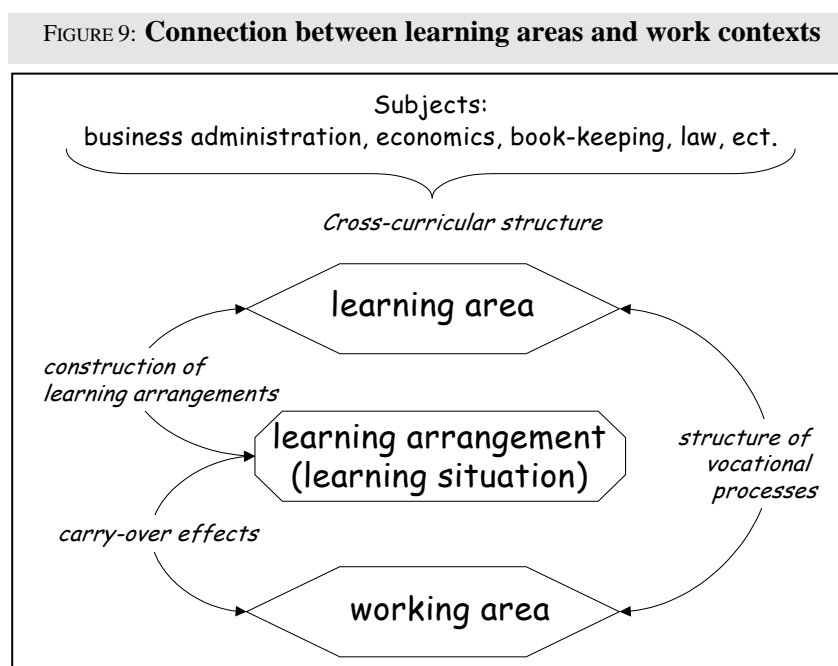 FIGURE 9: Connection between learning areas and work contexts
Subjects:
business administration, economics, book-keeping, law, ect.
Cross-curricular structure
learning area
construction of
learning arrangements
learning arrangement
(learning situation)
structure of
vocational
processes
carry-over effects
working area